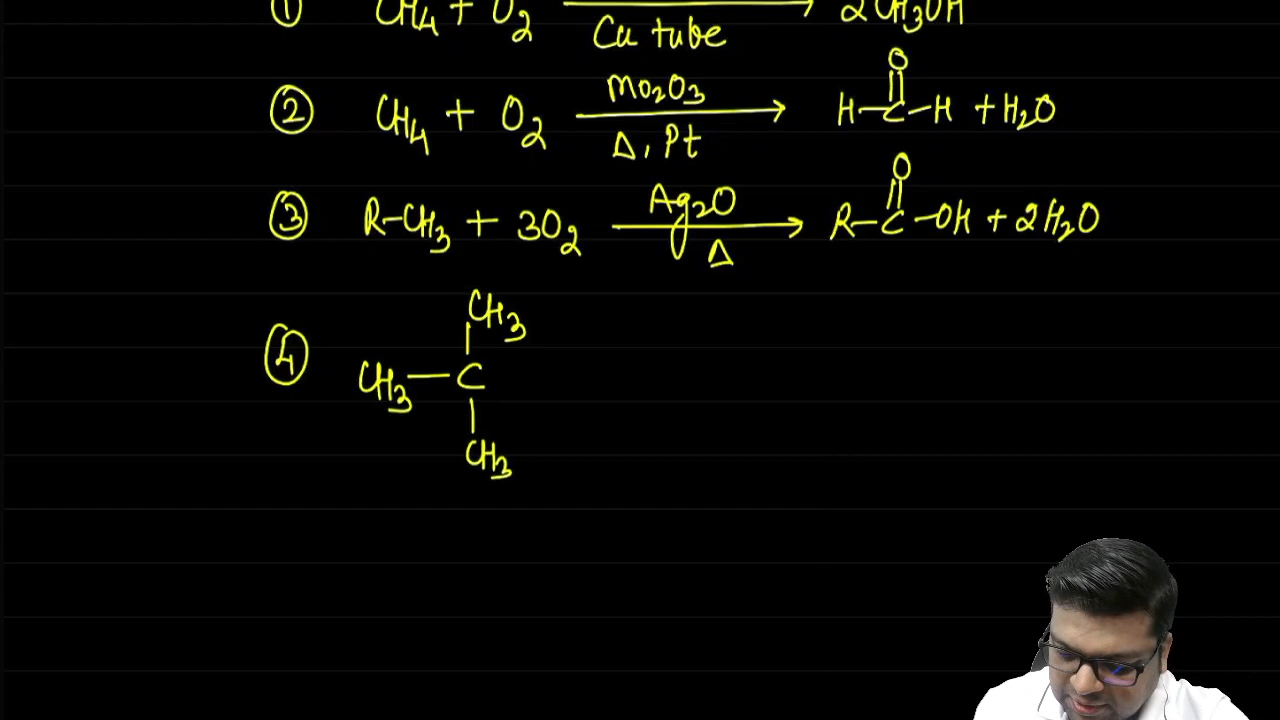 ① CH4 + O2 → 2CH3OH
Cu tube
② CH4 + O2 → H-C-H + H2O
O
Mo2O3
Δ, Pt
③ R-CH3 + 3O2 → R-C-OH + 2H2O
O
Ag2O
Δ
CH3
④ CH3-C
CH3